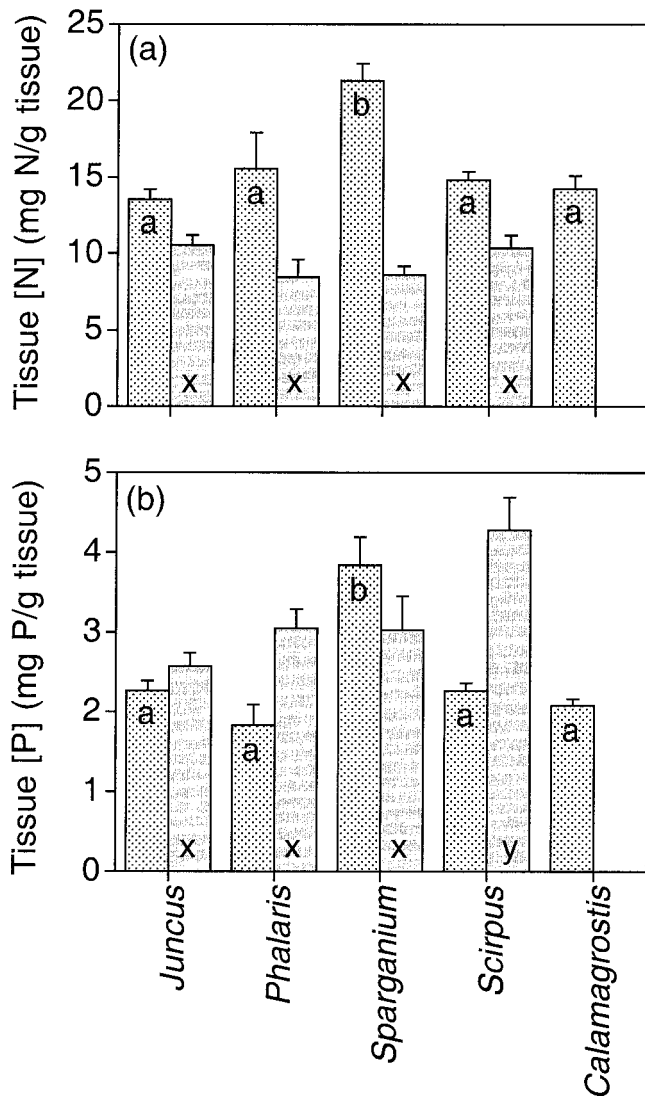 Tissue [N] (mg N/g tissue)
25
20
15
10
5
0
(a)
a
a
b
a
a
x
x
x
x
Tissue [P] (mg P/g tissue)
5
4
3
2
1
0
(b)
a
a
b
a
a
x
x
x
y
Juncus
Phalaris
Sparganium
Scirpus
Calamagrostis